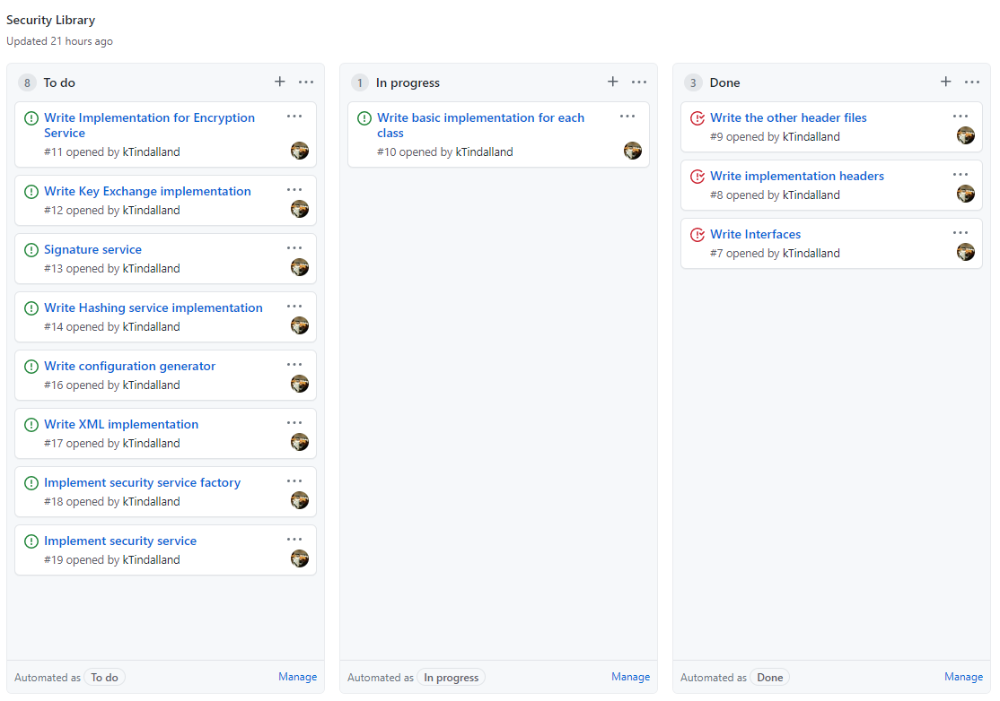 Security Library
Updated 21 hours ago
8 To do
Write Implementation for Encryption
Service
#11 opened by kTindalland
Write Key Exchange implementation
#12 opened by kTindalland
Signature service
#13 opened by kTindalland
Write Hashing service implementation
#14 opened by kTindalland
Write configuration generator
#16 opened by kTindalland
Write XML implementation
#17 opened by kTindalland
Implement security service factory
#18 opened by kTindalland
Implement security service
#19 opened by kTindalland
Automated as To do Manage
1 In progress
Write basic implementation for each
class
#10 opened by kTindalland
Automated as In progress Manage
3 Done
Write the other header files
#9 opened by kTindalland
Write implementation headers
#8 opened by kTindalland
Write Interfaces
#7 opened by kTindalland
Automated as Done Manage